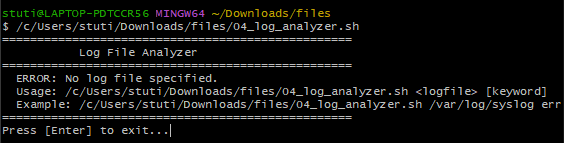 stuti@LAPTOP-PDTCCR56 MINGW64 ~/Downloads/files
$ /c/Users/stuti/Downloads/files/04_log_analyzer.sh
==================================================
Log File Analyzer
==================================================
ERROR: No log file specified.
Usage: /c/Users/stuti/Downloads/files/04_log_analyzer.sh <logfile> [keyword]
Example: /c/Users/stuti/Downloads/files/04_log_analyzer.sh /var/log/syslog err
==================================================
Press [Enter] to exit...